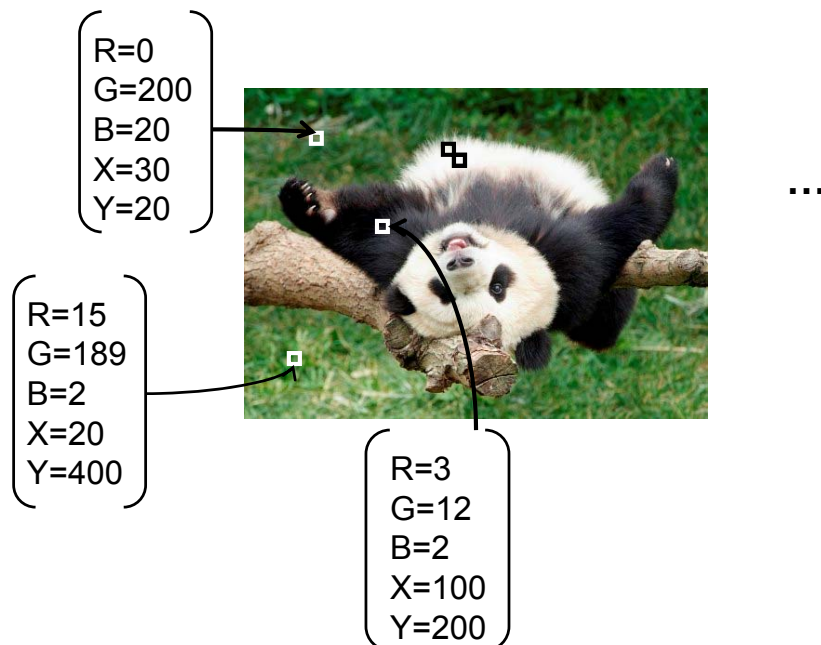 R=0
G=200
B=20
X=30
Y=20
...
R=15
G=189
B=2
X=20
Y=400
R=3
G=12
B=2
X=100
Y=200